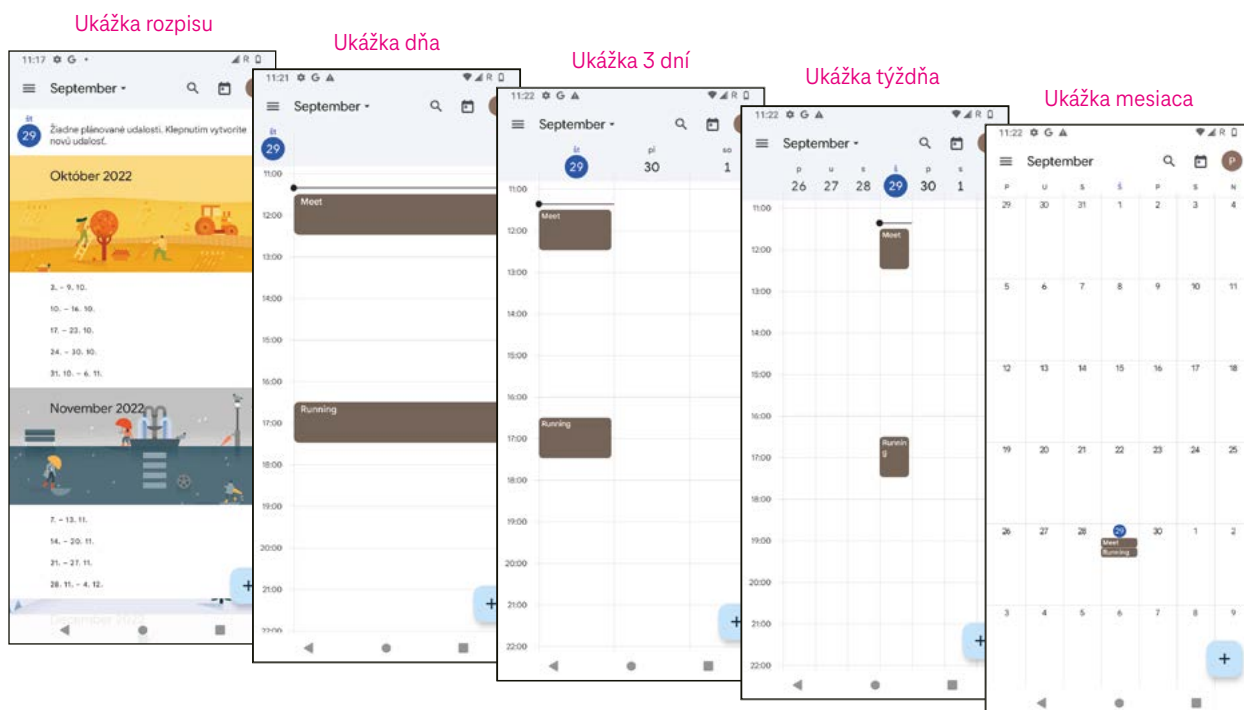 Ukážka rozpisu
11:17 G
R
September
št
29
Žiadne plánované udalosti. Klepnutím vytvoríte
novú udalosť.
Október 2022
3. – 9. 10.
10. – 16. 10.
17. – 23. 10.
24. – 30. 10.
31. 10. – 6. 11.
November 2022
7. – 13. 11.
14. – 20. 11.
21. – 27. 11.
28. 11. – 4. 12.
December 2022
+
Ukážka dňa
11:21 G
R
September
št
29
11:00
Meet
12:00
13:00
14:00
15:00
16:00
Running
17:00
18:00
19:00
20:00
21:00
22:00
+
Ukážka 3 dní
11:22 G
R
September
št pi so
29 30 1
11:00
Meet
12:00
13:00
14:00
15:00
16:00
Running
17:00
18:00
19:00
20:00
21:00
22:00
+
Ukážka týždňa
11:22 G
R
September
p u s š p s
26 27 28 29 30 1
11:00
Meet
12:00
13:00
14:00
15:00
16:00
Runnin
g
17:00
18:00
19:00
20:00
21:00
22:00
+
Ukážka mesiaca
11:22 G
R
September
P
P U S Š P S N
29 30 31 1 2 3 4
5 6 7 8 9 10 11
12 13 14 15 16 17 18
19 20 21 22 23 24 25
26 27 28 29 30 1 2
Meet
Running
3 4 5 6 7 8 9
+